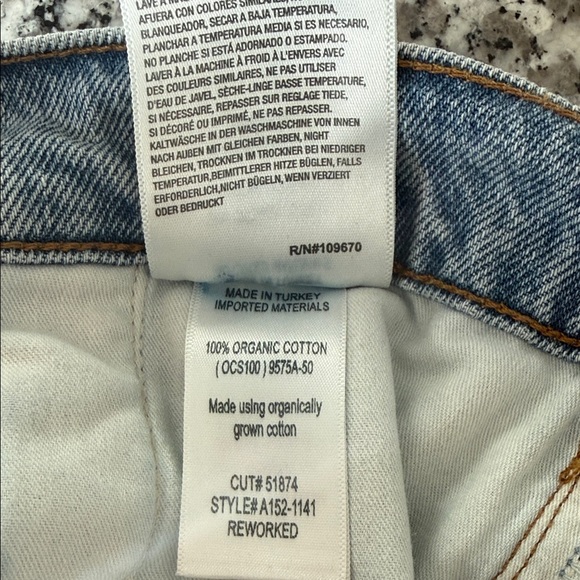 AFUERA CON COLORES SIMILARES,
BLANQUEADOR, SECAR A BAJA TEMPERATURA,
PLANCHAR A TEMPERATURA MEDIA SI ES NECESARIO,
NO PLANCHE SI ESTÁ ADORNADO O ESTAMPADO.
LAVER À LA MACHINE À FROID À L'ENVERS AVEC
DES COULEURS SIMILAIRES, NE PAS UTILISER
D'EAU DE JAVEL, SÈCHE-LINGE BASSE TEMPERATURE,
SI NÉCESSAIRE, REPASSER SUR REGLAGE TIEDE,
SI DÉCORÉ OU IMPRIMÉ, NE PAS REPASSER.
KALTWÄSCHE IN DER WASCHMASCHINE VON INNEN
NACH AUßEN MIT GLEICHEN FARBEN, NIGHT
BLEICHEN, TROCKNEN IM TROCKNER BEI NIEDRIGER
TEMPERATUR,BEIMITTLERER HITZE BÜGLEN, FALLS
ERFORDERLICH,NICHT BÜGELN, WENN VERZIERT
ODER BEDRUCKT
R/N#109670
MADE IN TURKEY
IMPORTED MATERIALS
100% ORGANIC COTTON
( OCS100 ) 9575A-50
Made using organically
grown cotton
CUT# 51874
STYLE# A152-1141
REWORKED